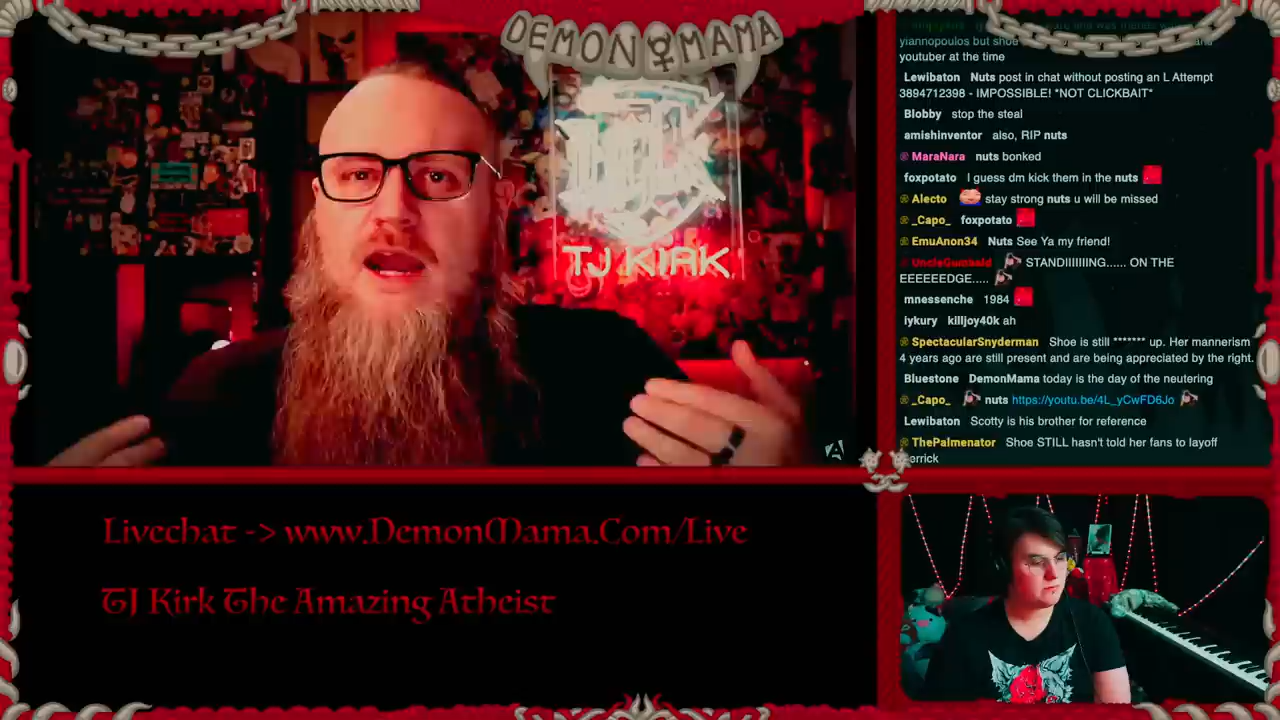 DEMON MAMA
TJ KIRK
yiannopoulos but shoe
youtuber at the time
Lewibaton Nuts post in chat without posting an L Attempt
3894712398 - IMPOSSIBLE! *NOT CLICKBAIT*
Blobby stop the steal
amishinventor also, RIP nuts
MaraNara nuts bonked
foxpotato I guess dm kick them in the nuts
Alecto stay strong nuts u will be missed
_Capo_ foxpotato
EmuAnon34 Nuts See Ya my friend!
UncleGumbald STANDIIIIIING...... ON THE
EEEEEEDGE.....
mnessenche 1984
iykury killjoy40k ah
SpectacularSnyderman Shoe is still ******* up. Her mannerism
4 years ago are still present and are being appreciated by the right.
Bluestone DemonMama today is the day of the neutering
_Capo_ nuts https://youtu.be/4L_yCwFD6Jo
Lewibaton Scotty is his brother for reference
ThePalmenator Shoe STILL hasn't told her fans to layoff
errick
Livechat -> www.DemonMama.Com/Live
TJ Kirk The Amazing Atheist